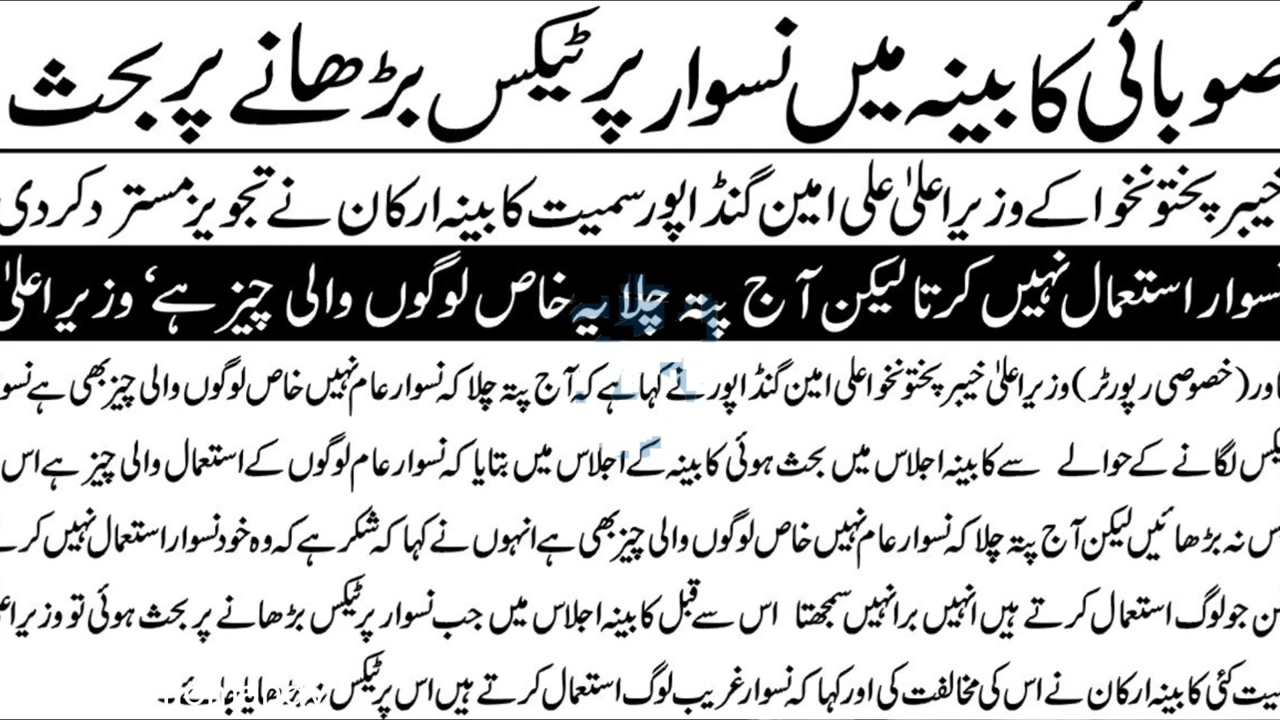 صوبائی کابینہ میں نسوار پر ٹیکس بڑھانے پر بحث
خیبر پختونخوا کے وزیراعلیٰ علی امین گنڈاپور سمیت کابینہ ارکان نے تجویز مسترد کردی
نسوار استعمال نہیں کرتا لیکن آج پتہ چلا یہ خاص لوگوں والی چیز ہے، وزیراعلیٰ
اور (خصوصی رپورٹر) وزیراعلیٰ خیبر پختونخوا علی امین گنڈاپور نے کہا ہے کہ آج پتہ چلا کہ نسوار عام نہیں خاص لوگوں والی چیز بھی ہے
لگانے کے حوالے سے کابینہ اجلاس میں بحث ہوئی کابینہ کے اجلاس میں بتایا کہ نسوار عام لوگوں کے استعمال والی چیز ہے اس
نہ بڑھائیں لیکن آج پتہ چلا کہ نسوار عام نہیں خاص لوگوں والی چیز بھی ہے انہوں نے کہا کہ شکر ہے کہ وہ خود نسوار استعمال نہیں کرتے
جو لوگ استعمال کرتے ہیں انہیں برا نہیں سمجھتا اس سے قبل کابینہ اجلاس میں جب نسوار پر ٹیکس بڑھانے پر بحث ہوئی تو
کئی کابینہ ارکان نے اس کی مخالفت کی اور کہا کہ نسوار غریب لوگ استعمال کرتے ہیں اس پر ٹیکس نہ